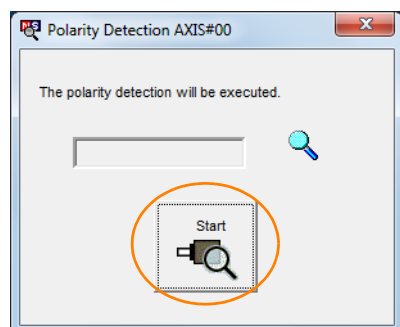 Polarity Detection AXIS#00
The polarity detection will be executed.
Start